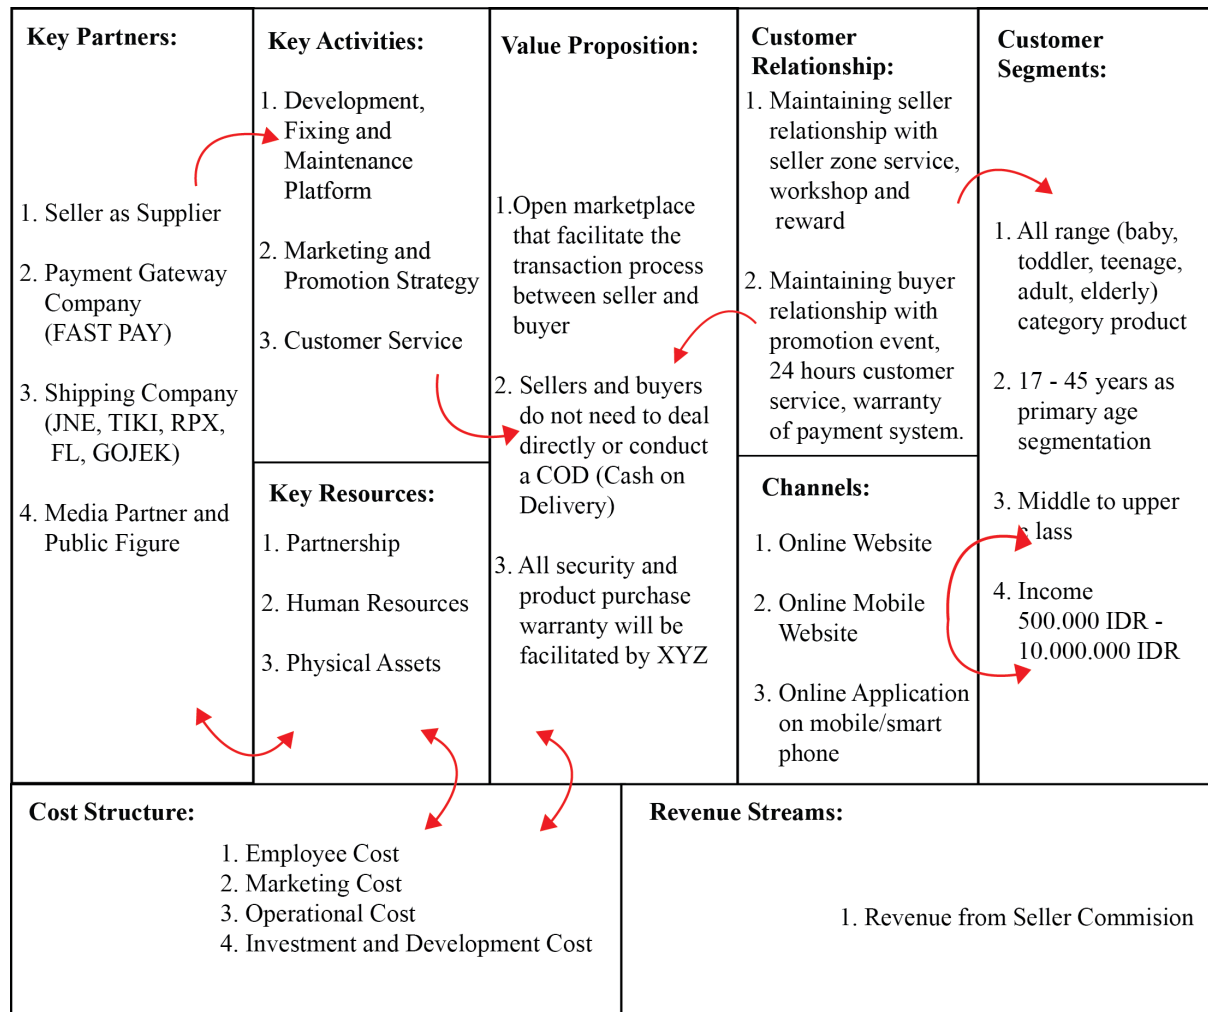 Key Partners:
1. Seller as Supplier
2. Payment Gateway
Company
(FAST PAY)
3. Shipping Company
(JNE, TIKI, RPX,
FL, GOJEK)
4. Media Partner and
Public Figure
Key Activities:
1. Development,
Fixing and
Maintenance
Platform
2. Marketing and
Promotion Strategy
3. Customer Service
Key Resources:
1. Partnership
2. Human Resources
3. Physical Assets
Value Proposition:
1.Open marketplace
that facilitate the
transaction process
between seller and
buyer
2. Sellers and buyers
do not need to deal
directly or conduct
a COD (Cash on
Delivery)
3. All security and
product purchase
warranty will be
facilitated by XYZ
Customer
Relationship:
1. Maintaining seller
relationship with
seller zone service,
workshop and
reward
2. Maintaining buyer
relationship with
promotion event,
24 hours customer
service, warranty
of payment system.
Channels:
1. Online Website
2. Online Mobile
Website
3. Online Application
on mobile/smart
phone
Customer
Segments:
1. All range (baby,
toddler, teenage,
adult, elderly)
category product
2. 17 - 45 years as
primary age
segmentation
3. Middle to upper
c lass
4. Income
500.000 IDR -
10.000.000 IDR
Cost Structure:
1. Employee Cost
2. Marketing Cost
3. Operational Cost
4. Investment and Development Cost
Revenue Streams:
1. Revenue from Seller Commision